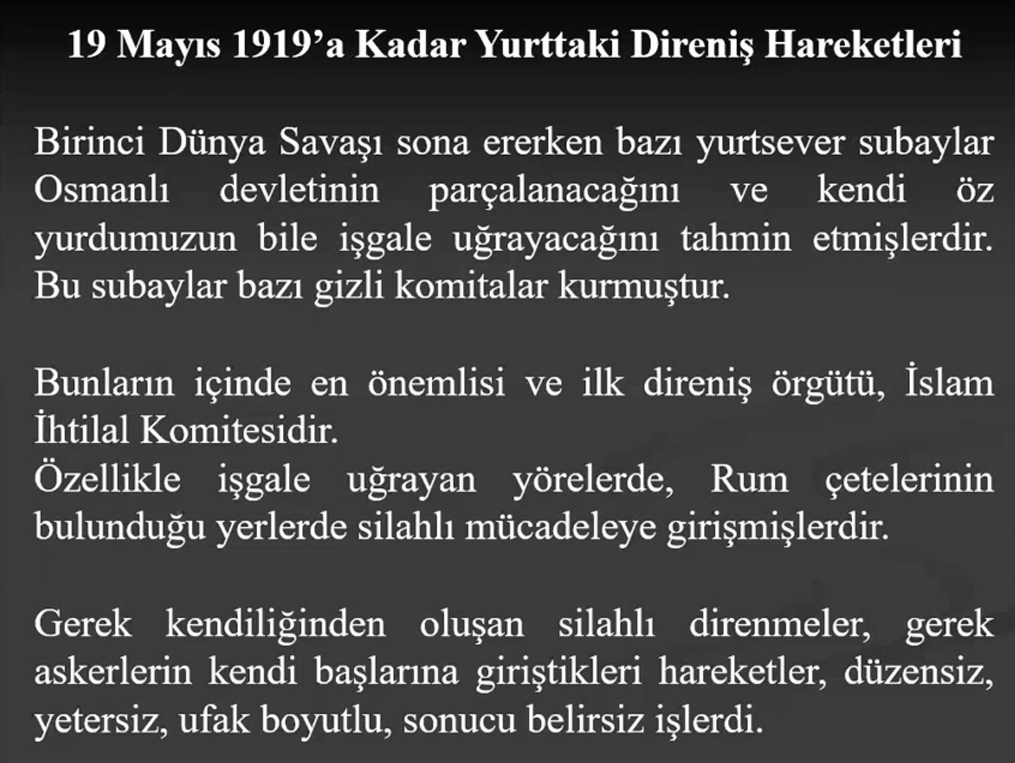 19 Mayıs 1919’a Kadar Yurttaki Direniş Hareketleri
Birinci Dünya Savaşı sona ererken bazı yurtsever subaylar
Osmanlı devletinin parçalanacağını ve kendi öz
yurdumuzun bile işgale uğrayacağını tahmin etmişlerdir.
Bu subaylar bazı gizli komitalar kurmuştur.
Bunların içinde en önemlisi ve ilk direniş örgütü, İslam
İhtilal Komitesidir.
Özellikle işgale uğrayan yörelerde, Rum çetelerinin
bulunduğu yerlerde silahlı mücadeleye girişmişlerdir.
Gerek kendiliğinden oluşan silahlı direnmeler, gerek
askerlerin kendi başlarına giriştikleri hareketler, düzensiz,
yetersiz, ufak boyutlu, sonucu belirsiz işlerdi.